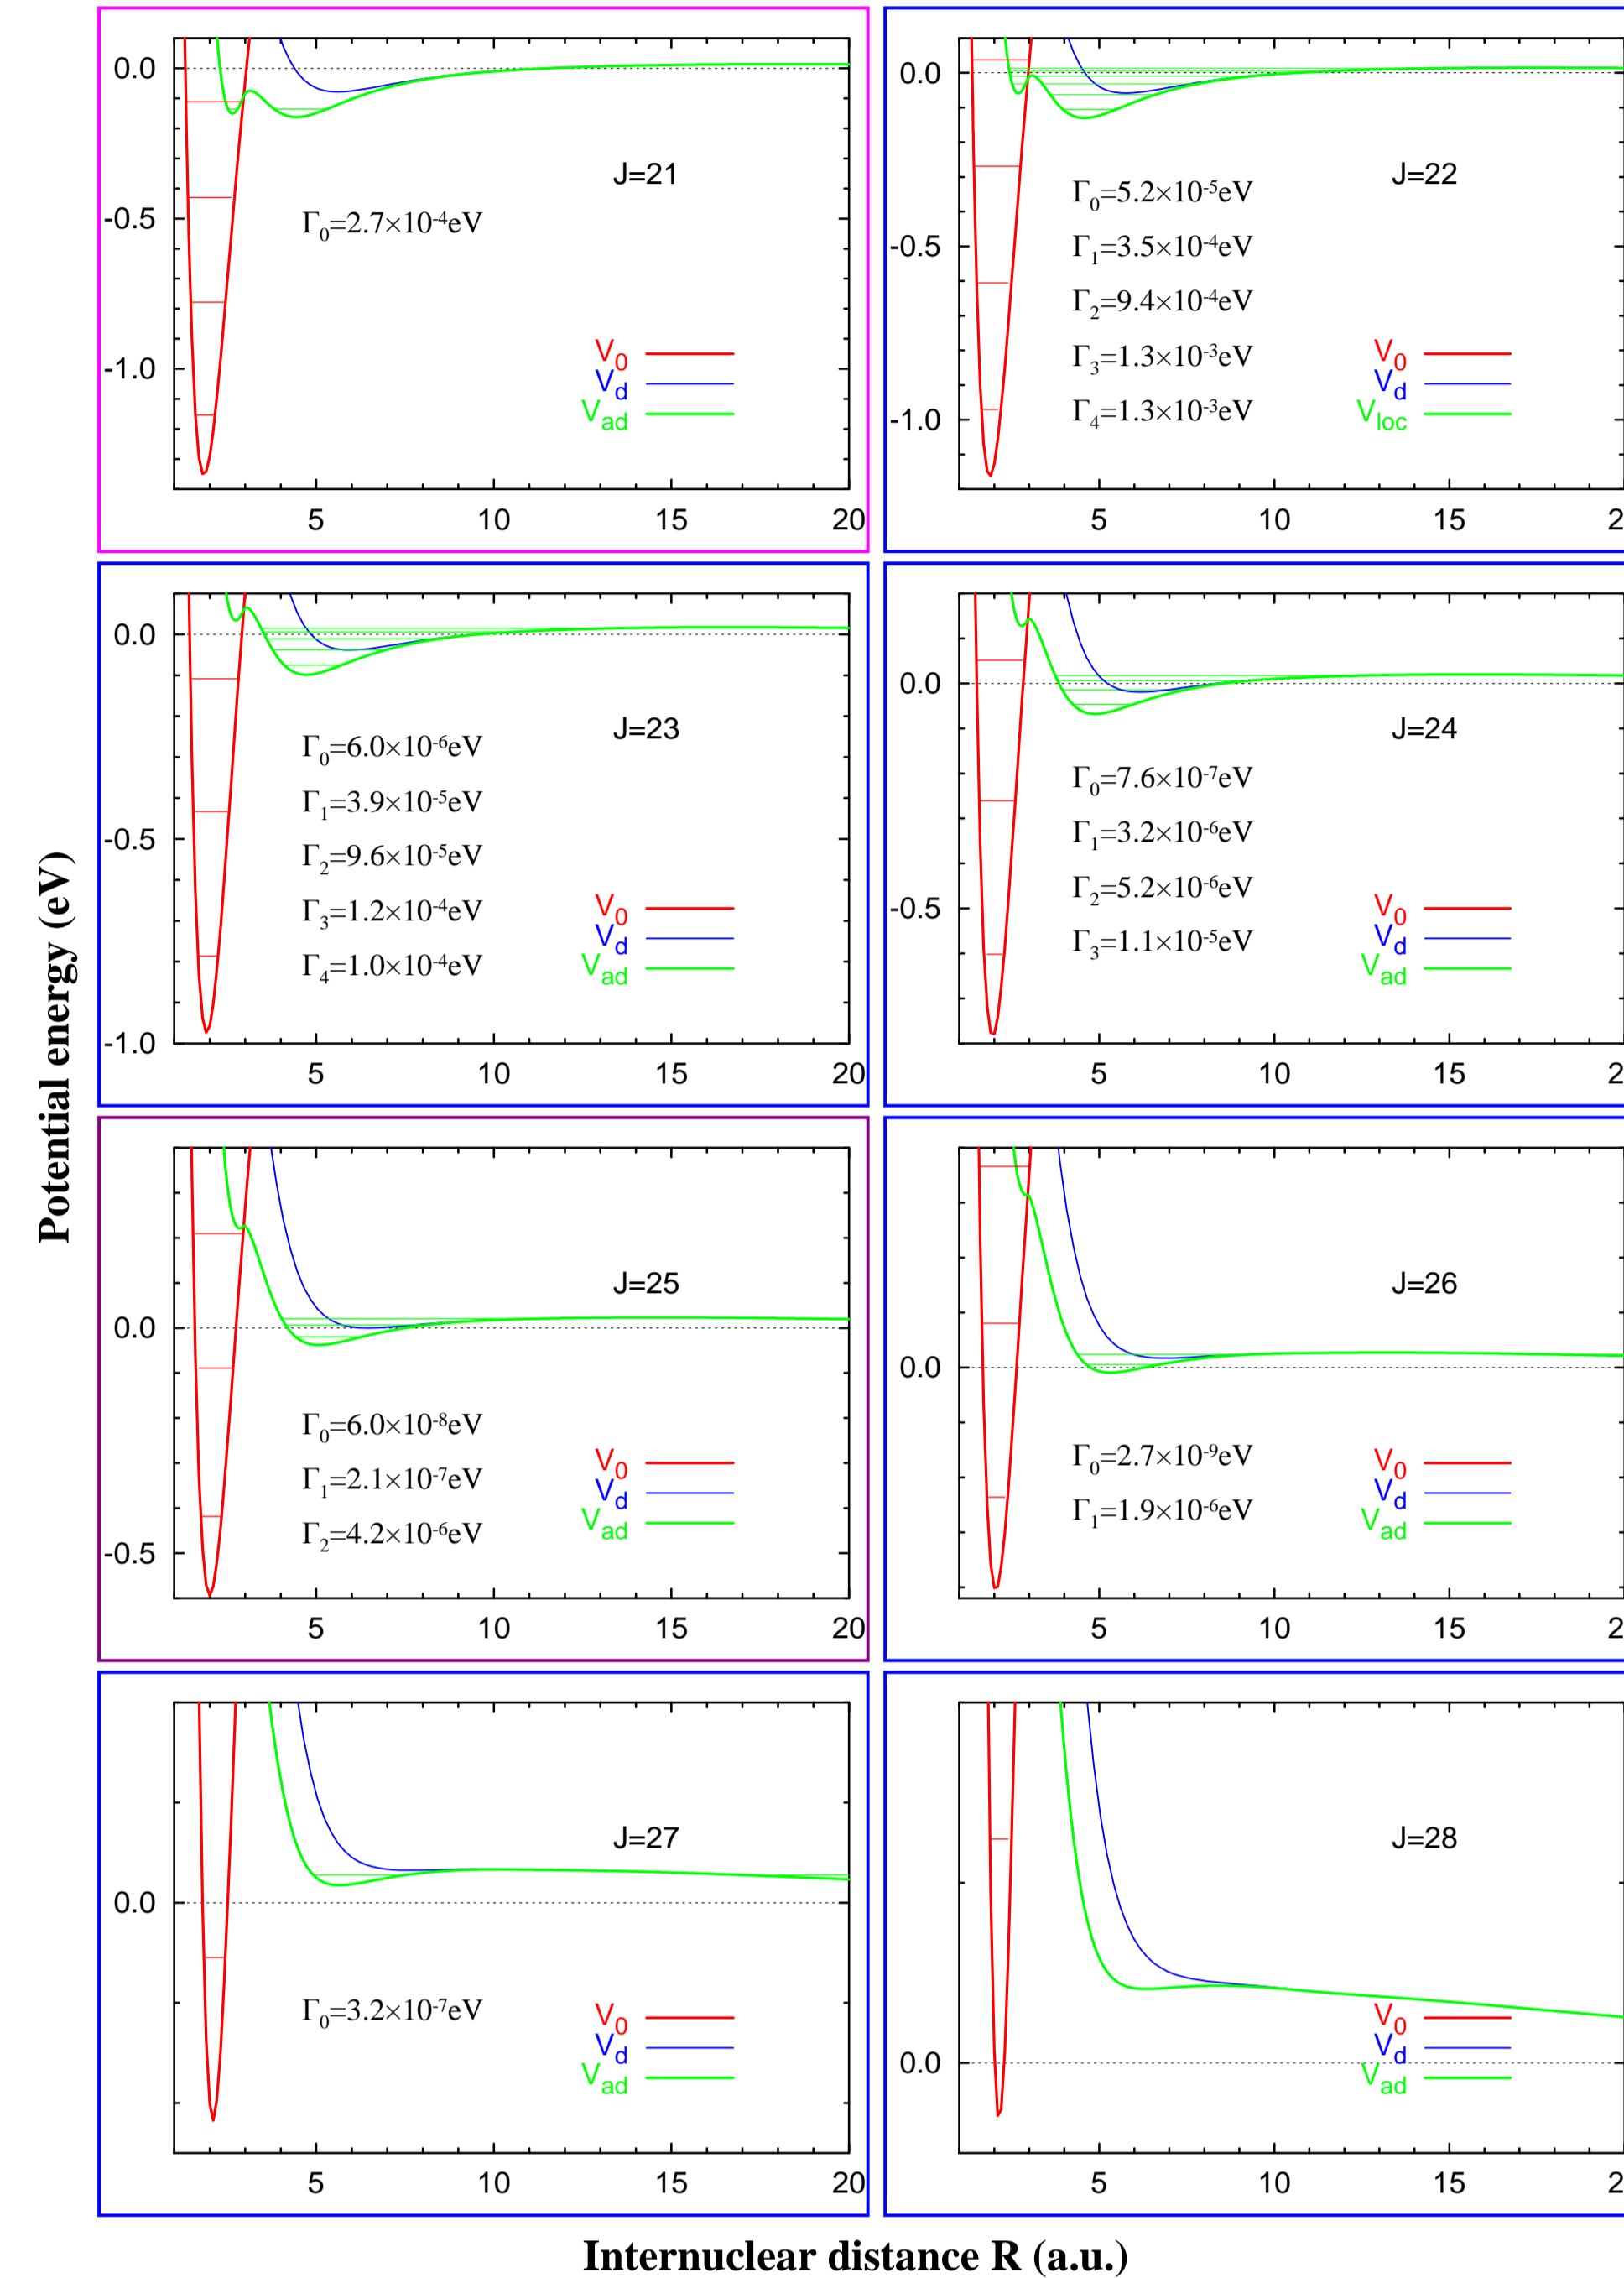 0.0
-0.5
-1.0
J=21
Γ0=2.7×10-4eV
V0
Vd
Vad
5 10 15 20
0.0
-0.5
-1.0
J=22
Γ0=5.2×10-5eV
Γ1=3.5×10-4eV
Γ2=9.4×10-4eV
Γ3=1.3×10-3eV
Γ4=1.3×10-3eV
V0
Vd
Vloc
5 10 15 2
0.0
-0.5
-1.0
J=23
Γ0=6.0×10-6eV
Γ1=3.9×10-5eV
Γ2=9.6×10-5eV
Γ3=1.2×10-4eV
Γ4=1.0×10-4eV
V0
Vd
Vad
5 10 15 20
0.0
-0.5
J=24
Γ0=7.6×10-7eV
Γ1=3.2×10-6eV
Γ2=5.2×10-6eV
Γ3=1.1×10-5eV
V0
Vd
Vad
5 10 15 2
Potential energy (eV)
0.0
-0.5
J=25
Γ0=6.0×10-8eV
Γ1=2.1×10-7eV
Γ2=4.2×10-6eV
V0
Vd
Vad
5 10 15 20
0.0
J=26
Γ0=2.7×10-9eV
Γ1=1.9×10-6eV
V0
Vd
Vad
5 10 15 2
0.0
J=27
Γ0=3.2×10-7eV
V0
Vd
Vad
5 10 15 20
0.0
J=28
V0
Vd
Vad
5 10 15 2
Internuclear distance R (a.u.)